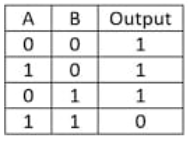 A B Output
0 0 1
1 0 1
0 1 1
1 1 0